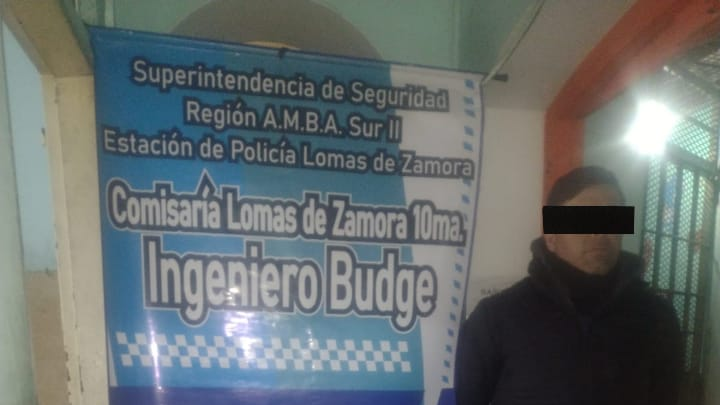 Superintendencia de Seguridad
Región A.M.B.A. Sur II
Estación de Policía Lomas de Zamora
Comisaría Lomas de Zamora 10ma.
Ingeniero Budge